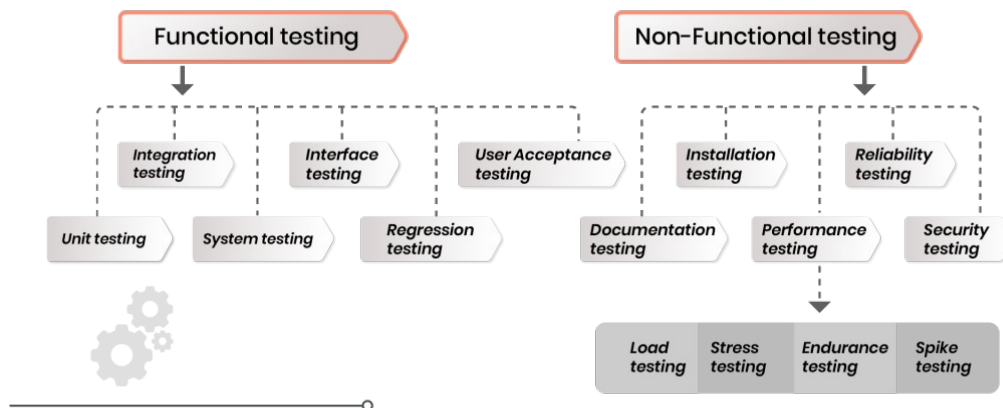 Functional testing
Non-Functional testing
Integration
testing
Interface
testing
User Acceptance
testing
Installation
testing
Reliability
testing
Unit testing
System testing
Regression
testing
Documentation
testing
Performance
testing
Security
testing
Load
testing
Stress
testing
Endurance
testing
Spike
testing